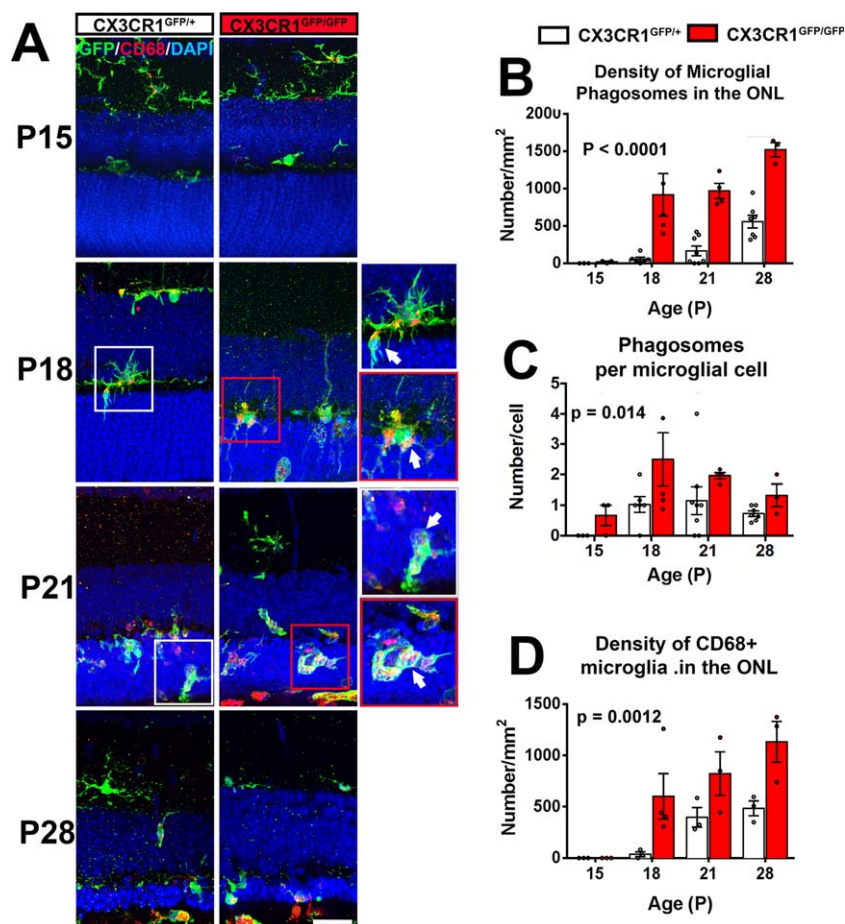 A
CX3CR1GFP/+
CX3CR1GFP/GFP
GFP/CD68/DAPI
P15
P18
P21
P28
CX3CR1GFP/+
CX3CR1GFP/GFP
B
Density of Microglial
Phagosomes in the ONL
Number/mm2
2000
1500
1000
500
0
P < 0.0001
15 18 21 28
Age (P)
C
Phagosomes
per microglial cell
Number/cell
5
4
3
2
1
0
p = 0.014
15 18 21 28
Age (P)
D
Density of CD68+
microglia .in the ONL
Number/mm2
1500
1000
500
0
p = 0.0012
15 18 21 28
Age (P)